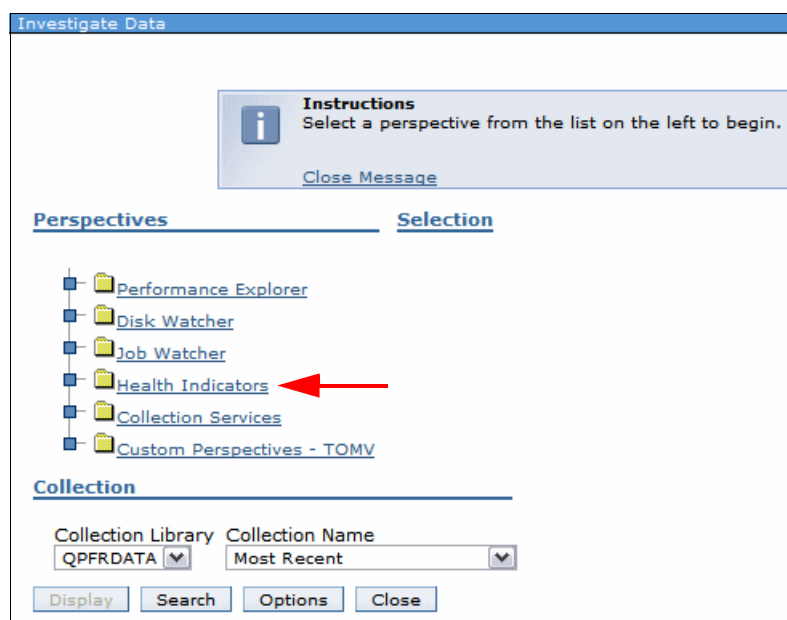 Investigate Data
Instructions
Select a perspective from the list on the left to begin.
Close Message
Perspectives
Selection
Performance Explorer
Disk Watcher
Job Watcher
Health Indicators
Collection Services
Custom Perspectives - TOMV
Collection
Collection Library Collection Name
QPFRDATA Most Recent
Display Search Options Close